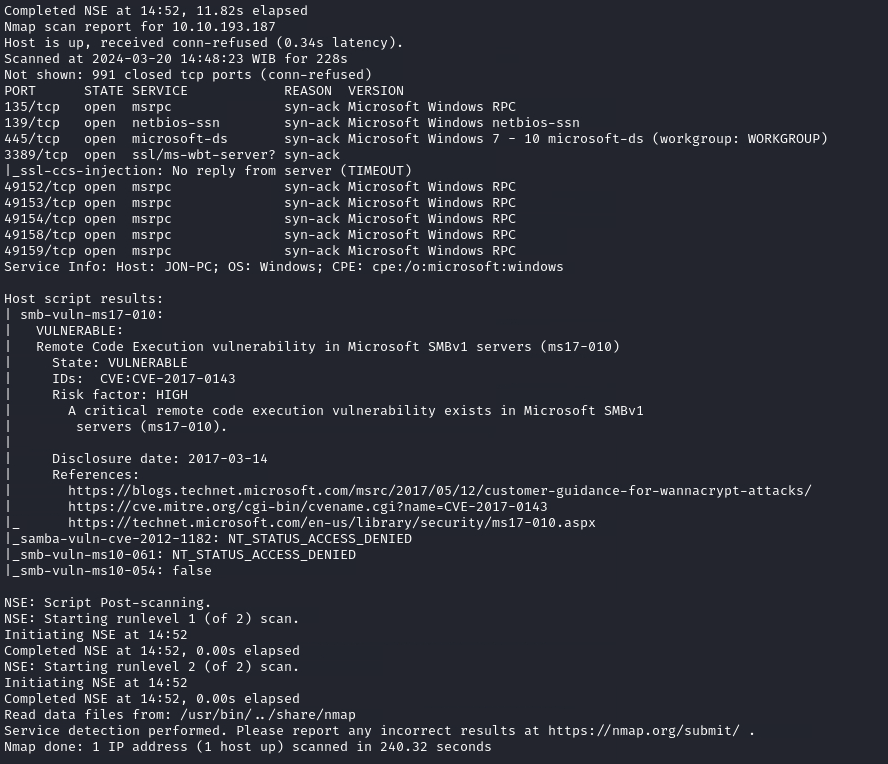 Completed NSE at 14:52, 11.82s elapsed
Nmap scan report for 10.10.193.187
Host is up, received conn-refused (0.34s latency).
Scanned at 2024-03-20 14:48:23 WIB for 228s
Not shown: 991 closed tcp ports (conn-refused)
PORT      STATE SERVICE            REASON  VERSION
135/tcp   open  msrpc              syn-ack Microsoft Windows RPC
139/tcp   open  netbios-ssn        syn-ack Microsoft Windows netbios-ssn
445/tcp   open  microsoft-ds       syn-ack Microsoft Windows 7 - 10 microsoft-ds (workgroup: WORKGROUP)
3389/tcp  open  ssl/ms-wbt-server? syn-ack
|_ssl-ccs-injection: No reply from server (TIMEOUT)
49152/tcp open  msrpc              syn-ack Microsoft Windows RPC
49153/tcp open  msrpc              syn-ack Microsoft Windows RPC
49154/tcp open  msrpc              syn-ack Microsoft Windows RPC
49158/tcp open  msrpc              syn-ack Microsoft Windows RPC
49159/tcp open  msrpc              syn-ack Microsoft Windows RPC
Service Info: Host: JON-PC; OS: Windows; CPE: cpe:/o:microsoft:windows

Host script results:
| smb-vuln-ms17-010:
|   VULNERABLE:
|   Remote Code Execution vulnerability in Microsoft SMBv1 servers (ms17-010)
|     State: VULNERABLE
|     IDs:  CVE:CVE-2017-0143
|     Risk factor: HIGH
|       A critical remote code execution vulnerability exists in Microsoft SMBv1
|        servers (ms17-010).
|
|     Disclosure date: 2017-03-14
|     References:
|       https://blogs.technet.microsoft.com/msrc/2017/05/12/customer-guidance-for-wannacrypt-attacks/
|       https://cve.mitre.org/cgi-bin/cvename.cgi?name=CVE-2017-0143
|_      https://technet.microsoft.com/en-us/library/security/ms17-010.aspx
|_samba-vuln-cve-2012-1182: NT_STATUS_ACCESS_DENIED
|_smb-vuln-ms10-061: NT_STATUS_ACCESS_DENIED
|_smb-vuln-ms10-054: false

NSE: Script Post-scanning.
NSE: Starting runlevel 1 (of 2) scan.
Initiating NSE at 14:52
Completed NSE at 14:52, 0.00s elapsed
NSE: Starting runlevel 2 (of 2) scan.
Initiating NSE at 14:52
Completed NSE at 14:52, 0.00s elapsed
Read data files from: /usr/bin/../share/nmap
Service detection performed. Please report any incorrect results at https://nmap.org/submit/ .
Nmap done: 1 IP address (1 host up) scanned in 240.32 seconds